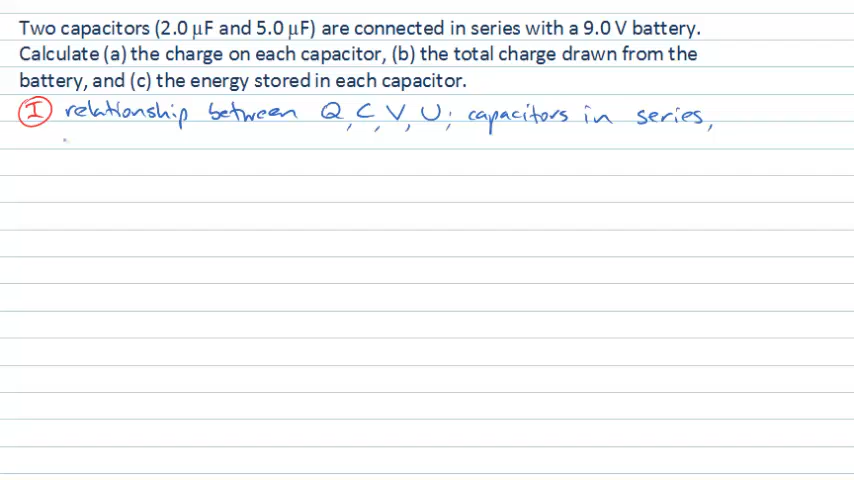 Two capacitors (2.0 μF and 5.0 μF) are connected in series with a 9.0 V battery.
Calculate (a) the charge on each capacitor, (b) the total charge drawn from the
battery, and (c) the energy stored in each capacitor.
I relationship between Q, C, V, U; capacitors in series,